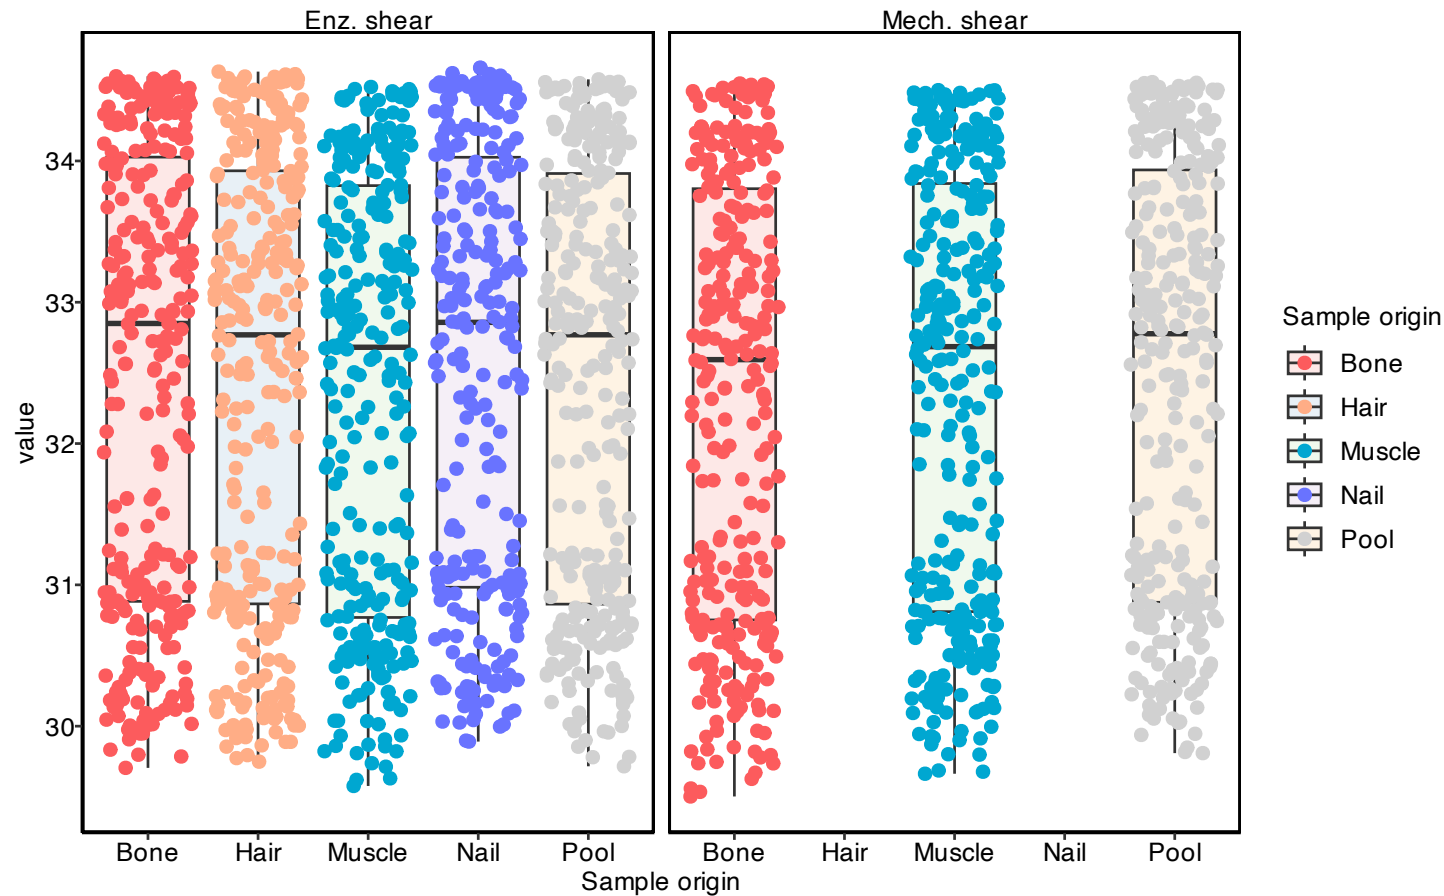 Enz. shear
Mech. shear
value
34
33
32
31
30
Bone Hair Muscle Nail Pool
Bone Hair Muscle Nail Pool
Sample origin
Sample origin
Bone
Hair
Muscle
Nail
Pool